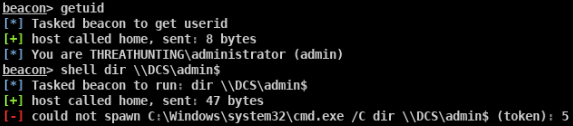 beacon> getuid
[*] Tasked beacon to get userid
[+] host called home, sent: 8 bytes
[*] You are THREATHUNTING\administrator (admin)
beacon> shell dir \\DCS\admin$
[*] Tasked beacon to run: dir \\DCS\admin$
[+] host called home, sent: 47 bytes
[-] could not spawn C:\Windows\system32\cmd.exe /C dir \\DCS\admin$ (token): 5